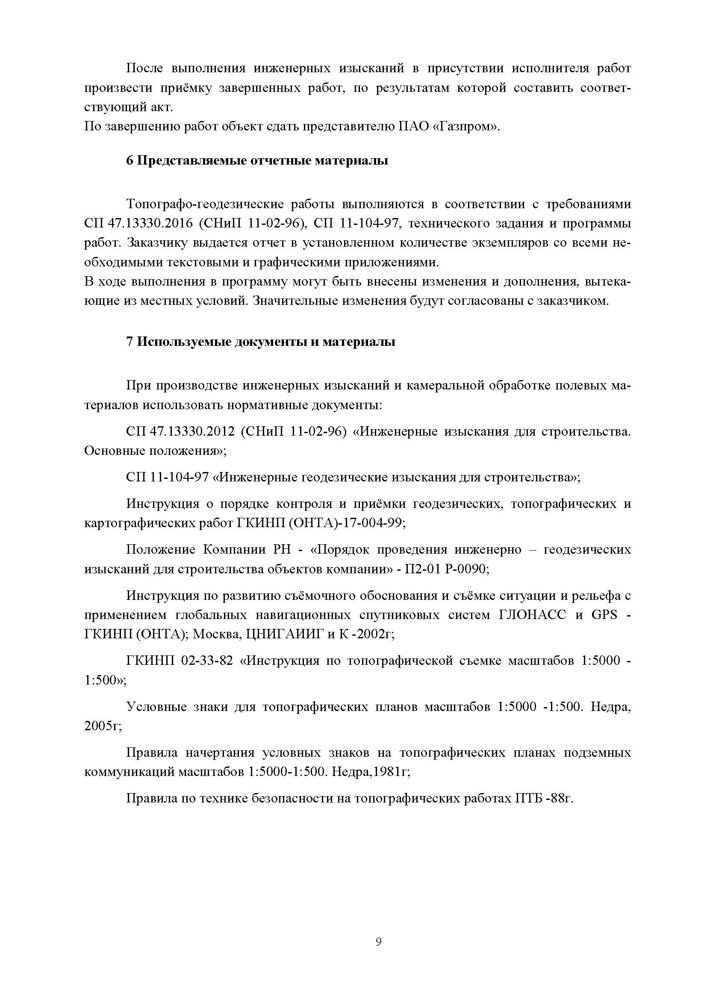 После выполнения инженерных изысканий в присутствии исполнителя работ
произвести приёмку завершенных работ, по результатам которой составить соответ-
ствующий акт.
По завершению работ объект сдать представителю ПАО «Газпром».
6 Представляемые отчетные материалы
Топографо-геодезические работы выполняются в соответствии с требованиями
СП 47.13330.2016 (СНиП 11-02-96), СП 11-104-97, технического задания и программы
работ. Заказчику выдается отчет в установленном количестве экземпляров со всеми не-
обходимыми текстовыми и графическими приложениями.
В ходе выполнения в программу могут быть внесены изменения и дополнения, вытека-
ющие из местных условий. Значительные изменения будут согласованы с заказчиком.
7 Используемые документы и материалы
При производстве инженерных изысканий и камеральной обработке полевых ма-
териалов использовать нормативные документы:
СП 47.13330.2012 (СНиП 11-02-96) «Инженерные изыскания для строительства.
Основные положения»;
СП 11-104-97 «Инженерные геодезические изыскания для строительства»;
Инструкция о порядке контроля и приёмки геодезических, топографических и
картографических работ ГКИНП (ОНТА)-17-004-99;
Положение Компании РН - «Порядок проведения инженерно – геодезических
изысканий для строительства объектов компании» - П2-01 Р-0090;
Инструкция по развитию съёмочного обоснования и съёмке ситуации и рельефа с
применением глобальных навигационных спутниковых систем ГЛОНАСС и GPS -
ГКИНП (ОНТА); Москва, ЦНИГАИИГ и К -2002г;
ГКИНП 02-33-82 «Инструкция по топографической съемке масштабов 1:5000 -
1:500»;
Условные знаки для топографических планов масштабов 1:5000 -1:500. Недра,
2005г;
Правила начертания условных знаков на топографических планах подземных
коммуникаций масштабов 1:5000-1:500. Недра,1981г;
Правила по технике безопасности на топографических работах ПТБ -88г.
9